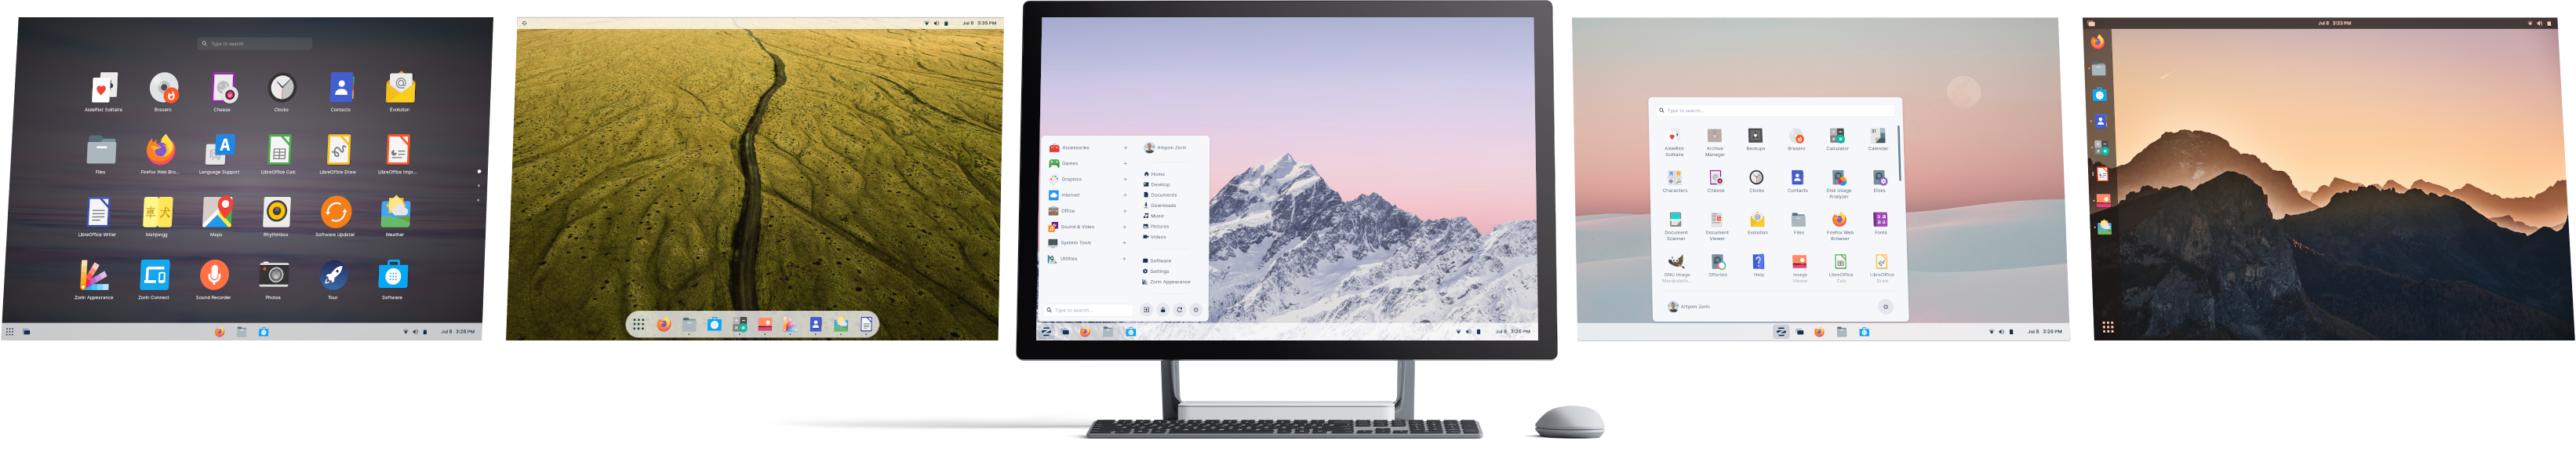 Type to search
AisleRiot Solitaire
Brasero
Cheese
Clocks
Contacts
Evolution
Files
Firefox Web Bro...
Language Support
LibreOffice Calc
LibreOffice Draw
LibreOffice Impr...
LibreOffice Writer
Mahjongg
Maps
Rhythmbox
Software Updater
Weather
Zorin Appearance
Zorin Connect
Sound Recorder
Photos
Tour
Software
Jul 8 3:28 PM
Jul 8 3:35 PM
Accessories
Games
Graphics
Internet
Office
Sound & Video
System Tools
Utilities
Artyom Zorin
Home
Desktop
Documents
Downloads
Music
Pictures
Videos
Software
Settings
Zorin Appearance
Type to search...
Jul 8 3:26 PM
Type to search...
AisleRiot
Solitaire
Archive
Manager
Backups
Brasero
Calculator
Calendar
Characters
Cheese
Clocks
Contacts
Disk Usage
Analyzer
Disks
Document
Scanner
Document
Viewer
Evolution
Files
Firefox Web
Browser
Fonts
GNU Image
Manipulatio...
GParted
Help
Image
Viewer
LibreOffice
Calc
LibreOffice
Draw
Artyom Zorin
Jul 8 3:26 PM
Jul 8 3:33 PM